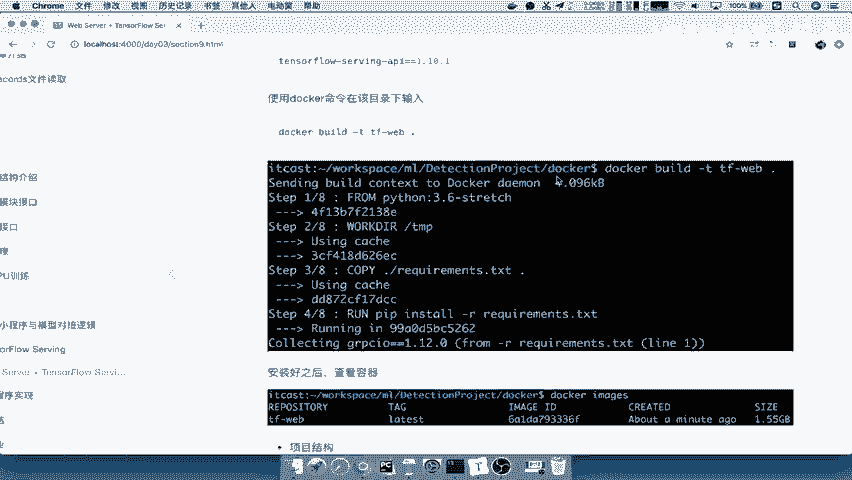 Chrome 文件 修改 视图 历史记录 书签 其他人 电动窗 帮助
100%
Web Server + TensorFlow Ser
localhost:4000/day03/section9.html
tensorflow-serving-api==1.10.1
ecords文件读取
使用docker命令在该目录下输入
docker build -t tf-web .
itcast:~/workspace/ml/DetectionProject/docker$ docker build -t tf-web .
Sending build context to Docker daemon 4.096kB
结构介绍
Step 1/8 : FROM python:3.6-stretch
模块接口
---> 4f13b7f2138e
接口
Step 2/8 : WORKDIR /tmp
---> Using cache
---> 3cf418d626ec
PU训练
Step 3/8 : COPY ./requirements.txt .
---> Using cache
---> dd872cf17dcc
Step 4/8 : RUN pip install -r requirements.txt
小程序与模型对接逻辑
---> Running in 99a0d5bc5262
Collecting grpcio==1.12.0 (from -r requirements.txt (line 1))
orFlow Serving
Server + TensorFlow Servi...
安装好之后、查看容器
程序实现
itcast:~/workspace/ml/DetectionProject/docker$ docker images
REPOSITORY TAG IMAGE ID CREATED SIZE
tf-web latest 6a1da793336f About a minute ago 1.55GB
项目结构